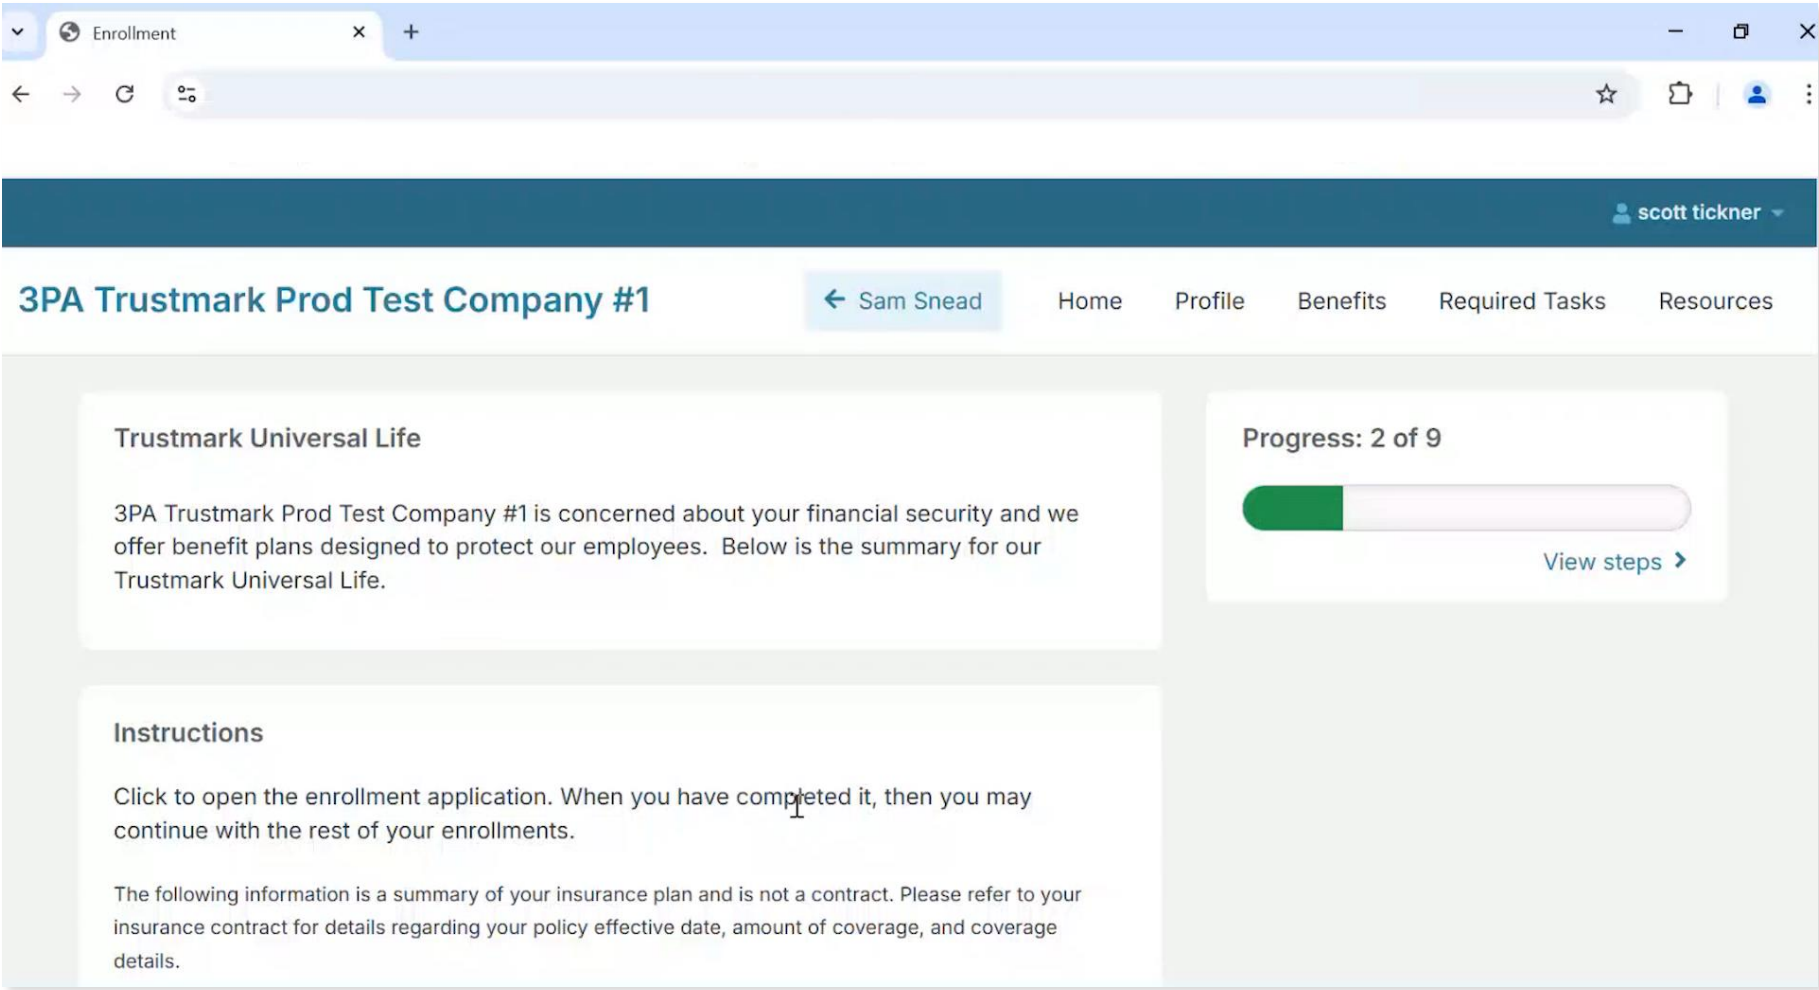 Enrollment
scott tickner
3PA Trustmark Prod Test Company #1
Sam Snead
Home
Profile
Benefits
Required Tasks
Resources
Trustmark Universal Life
3PA Trustmark Prod Test Company #1 is concerned about your financial security and we
offer benefit plans designed to protect our employees.  Below is the summary for our
Trustmark Universal Life.
Progress: 2 of 9
View steps
Instructions
Click to open the enrollment application. When you have completed it, then you may
continue with the rest of your enrollments.
The following information is a summary of your insurance plan and is not a contract. Please refer to your
insurance contract for details regarding your policy effective date, amount of coverage, and coverage
details.